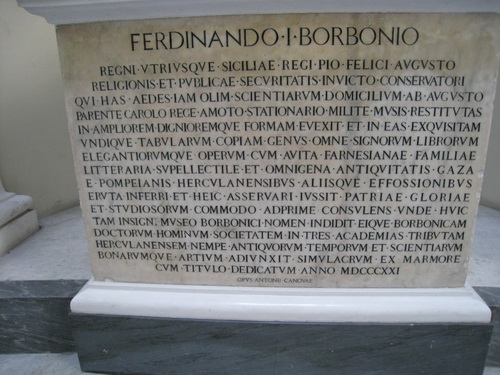 FERDINANDO·I·BORBONIO
REGNI·VTRIVSQVE·SICILIAE·REGI·PIO·FELICI·AVGVSTO
RELIGIONIS·ET·PVBLICAE·SECVRITATIS·INVICTO·CONSERVATORI
QVI·HAS·AEDES·IAM·OLIM·SCIENTIARVM·DOMICILIVM·AB·AVGVSTO
PARENTE·CAROLO·REGE·AMOTO·STATIONARIO·MILITE·MVSIS·RESTITVTAS
IN·AMPLIOREM·DIGNIOREMQVE·FORMAM·EVEXIT·ET·IN·EAS·EXQVISITAM
VNDIQVE·TABVLARVM·COPIAM·GENVS·OMNE·SIGNORVM·LIBRORVM
ELEGANTIORVMQVE·OPERVM·CVM·AVITA·FARNESIANAE·FAMILIAE
LITTERARIA·SVPELLECTILE·ET·OMNIGENA·ANTIQVITATIS·GAZA
E·POMPEIANIS·HERCVLANENSIBVS·ALIISQVE·EFFOSSIONIBVS
ERVTA·INFERRI·ET·HEIC·ASSERVARI·IVSSIT·PATRIAE·GLORIAE
ET·STVDIOSORVM·COMMODO·ADPRIME·CONSVLENS·VNDE·HVIC
TAM·INSIGN·MVSEO·BORBONICI·NOMEN·INDIDIT·EIQVE·BORBONICAM
DOCTORVM·HOMINVM·SOCIETATEM·IN·TRES·ACADEMIAS·TRIBVTAM
HERCVLANENSEM·NEMPE·ANTIQVORVM·TEMPORVM·ET·SCIENTIARVM
BONARVMQVE·ARTIVM·ADIVNXIT·SIMVLACRVM·EX·MARMORE
CVM·TITVLO·DEDICATVM·ANNO·MDCCCXXI
OPVS·ANTONII·CANOVAE